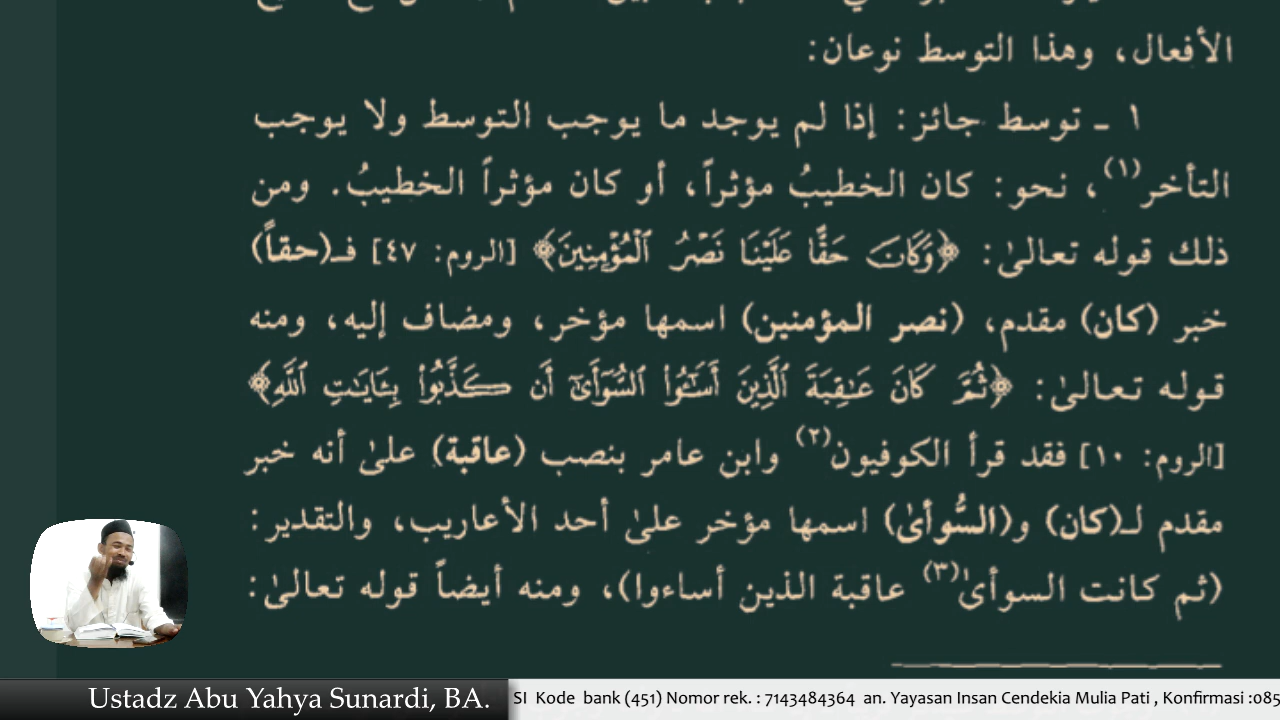 الأفعال، وهذا التوسط نوعان:
١ ـ توسط جائز: إذا لم يوجد ما يوجب التوسط ولا يوجب
التأخر(١)، نحو: كان الخطيبُ مؤثراً، أو كان مؤثراً الخطيبُ. ومن
ذلك قوله تعالىٰ: ﴿وَكَانَ حَقًّا عَلَيْنَا نَصْرُ ٱلْمُؤْمِنِينَ﴾ [الروم: ٤٧] فـ(حقاً)
خبر (كان) مقدم، (نصر المؤمنين) اسمها مؤخر، ومضاف إليه، ومنه
قوله تعالىٰ: ﴿ثُمَّ كَانَ عَـٰقِبَةَ ٱلَّذِينَ أَسَـٰٓـُٔوا۟ ٱلسُّوٓأَىٰٓ أَن كَذَّبُوا۟ بِـَٔايَـٰتِ ٱللَّهِ﴾
[الروم: ١٠] فقد قرأ الكوفيون(٢) وابن عامر بنصب (عاقبة) علىٰ أنه خبر
مقدم لـ(كان) و(السُّوأىٰ) اسمها مؤخر علىٰ أحد الأعاريب، والتقدير:
(ثم كانت السوأىٰ(٣) عاقبة الذين أساءوا)، ومنه أيضاً قوله تعالىٰ:
Ustadz Abu Yahya Sunardi, BA.
SI Kode bank (451) Nomor rek. : 7143484364 an. Yayasan Insan Cendekia Mulia Pati , Konfirmasi :085